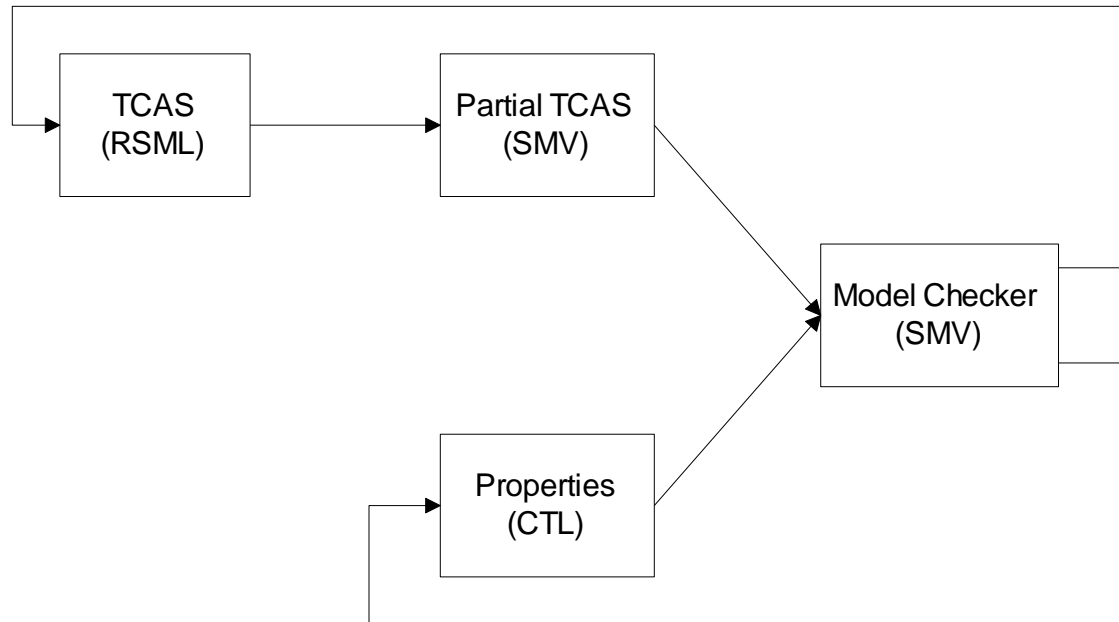 TCAS
(RSML)
Partial TCAS
(SMV)
Model Checker
(SMV)
Properties
(CTL)